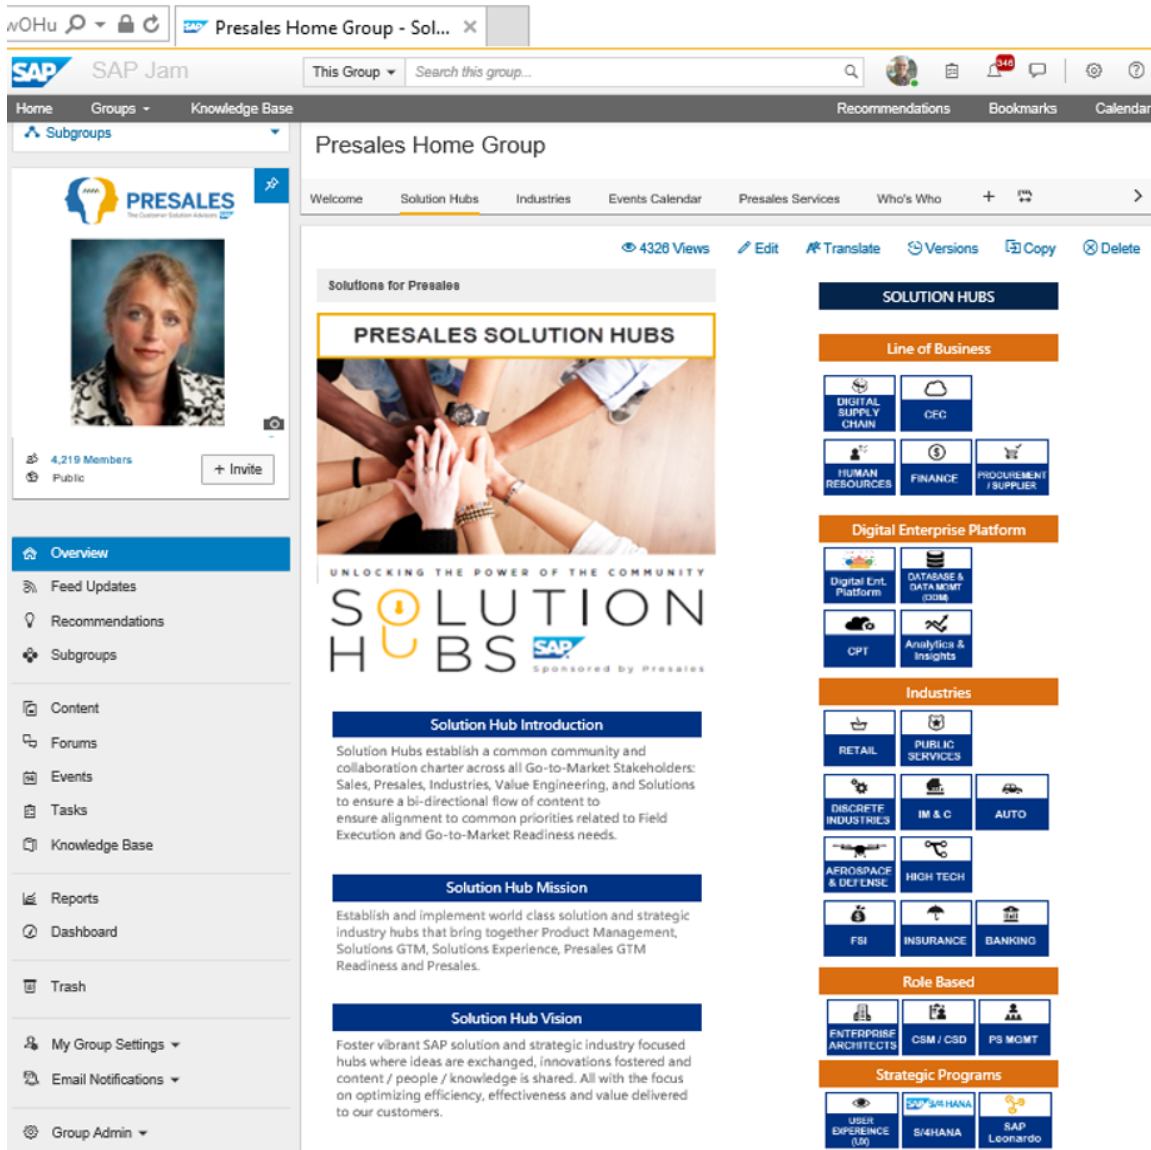 wOHu
Presales Home Group - Sol...
SAP
SAP Jam
This Group
Search this group...
346
Home
Groups
Knowledge Base
Recommendations
Bookmarks
Calendar
Subgroups
PRESALES
The Customer Solution Advisors SAP
4,219 Members
Public
+ Invite
Overview
Feed Updates
Recommendations
Subgroups
Content
Forums
Events
Tasks
Knowledge Base
Reports
Dashboard
Trash
My Group Settings
Email Notifications
Group Admin
Presales Home Group
Welcome
Solution Hubs
Industries
Events Calendar
Presales Services
Who's Who
4326 Views
Edit
Translate
Versions
Copy
Delete
Solutions for Presales
PRESALES SOLUTION HUBS
UNLOCKING THE POWER OF THE COMMUNITY
SOLUTION
HUBS SAP
Sponsored by Presales
Solution Hub Introduction
Solution Hubs establish a common community and
collaboration charter across all Go-to-Market Stakeholders:
Sales, Presales, Industries, Value Engineering, and Solutions
to ensure a bi-directional flow of content to
ensure alignment to common priorities related to Field
Execution and Go-to-Market Readiness needs.
Solution Hub Mission
Establish and implement world class solution and strategic
industry hubs that bring together Product Management,
Solutions GTM, Solutions Experience, Presales GTM
Readiness and Presales.
Solution Hub Vision
Foster vibrant SAP solution and strategic industry focused
hubs where ideas are exchanged, innovations fostered and
content / people / knowledge is shared. All with the focus
on optimizing efficiency, effectiveness and value delivered
to our customers.
SOLUTION HUBS
Line of Business
DIGITAL
SUPPLY
CHAIN
CEC
HUMAN
RESOURCES
FINANCE
PROCUREMENT
/ SUPPLIER
Digital Enterprise Platform
Digital Ent.
Platform
DATABASE &
DATA MGMT
(DDM)
CPT
Analytics &
Insights
Industries
RETAIL
PUBLIC
SERVICES
DISCRETE
INDUSTRIES
IM & C
AUTO
AEROSPACE
& DEFENSE
HIGH TECH
FSI
INSURANCE
BANKING
Role Based
ENTERPRISE
ARCHITECTS
CSM / CSD
PS MGMT
Strategic Programs
USER
EXPEREINCE
(UX)
SAP S/4 HANA
S/4HANA
SAP
Leonardo